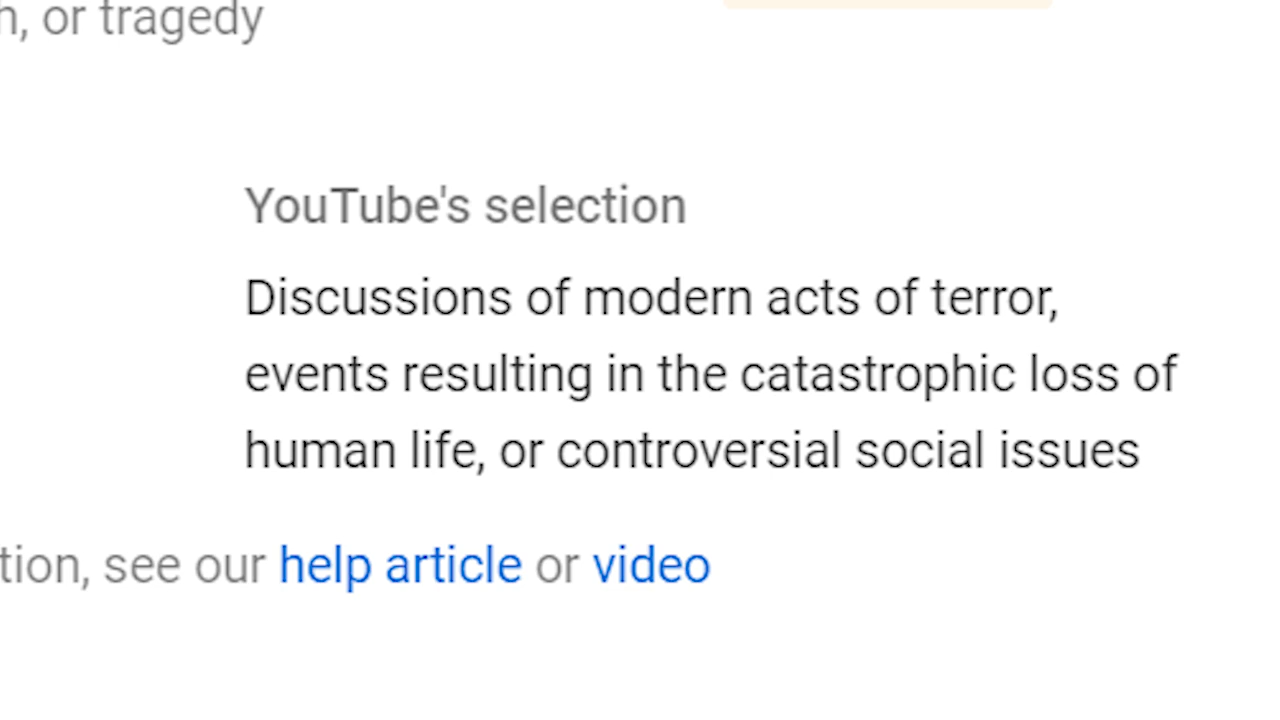 h, or tragedy
YouTube's selection
Discussions of modern acts of terror,
events resulting in the catastrophic loss of
human life, or controversial social issues
tion, see our help article or video